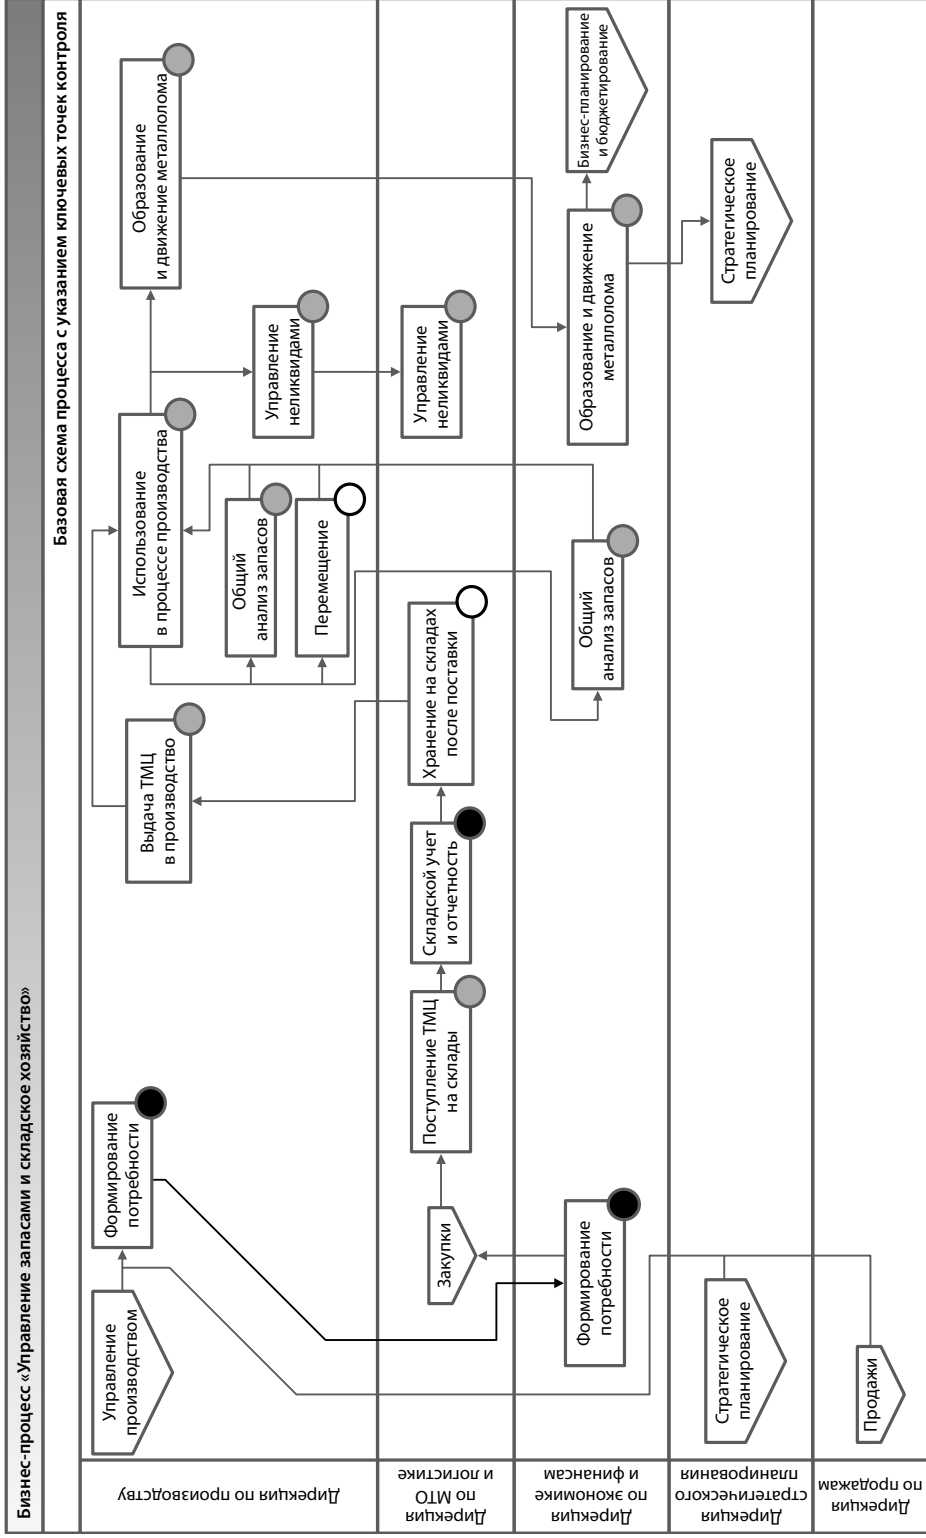 Бизнес-процесс «Управление запасами и складское хозяйство»
Базовая схема процесса с указанием ключевых точек контроля
Дирекция по производству
Управление
производством
Формирование
потребности
Выдача ТМЦ
в производство
Использование
в процессе производства
Общий
анализ запасов
Перемещение
Управление
неликвидами
Образование
и движение металлолома
Дирекция
по МТО
и логистике
Закупки
Поступление ТМЦ
на склады
Складской учет
и отчетность
Хранение на складах
после поставки
Управление
неликвидами
Дирекция
по экономике
и финансам
Формирование
потребности
Общий
анализ запасов
Образование и движение
металлолома
Бизнес-планирование
и бюджетирование
Дирекция
стратегического
планирования
Стратегическое
планирование
Стратегическое
планирование
Дирекция
по продажам
Продажи